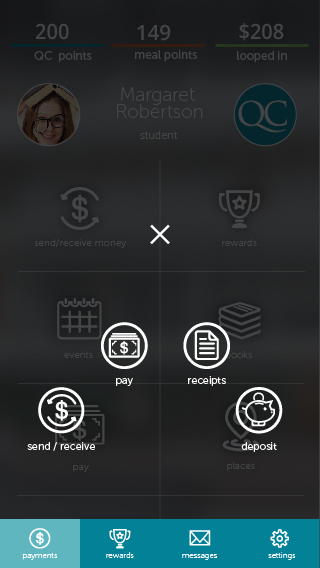 200
149
$208
QC points
meal points
looped in
Margaret
Robertson
student
QC
send/receive money
rewards
events
books
pay
receipts
send / receive
deposit
pay
places
payments
rewards
messages
settings